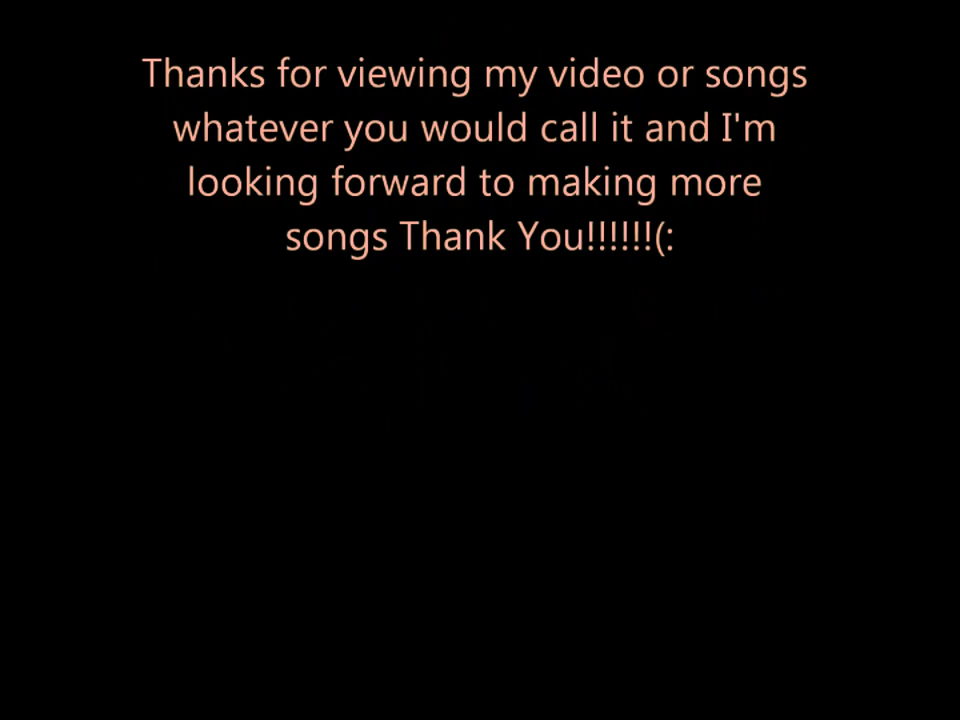 Thanks for viewing my video or songs
whatever you would call it and I'm
looking forward to making more
songs Thank You!!!!!!(: